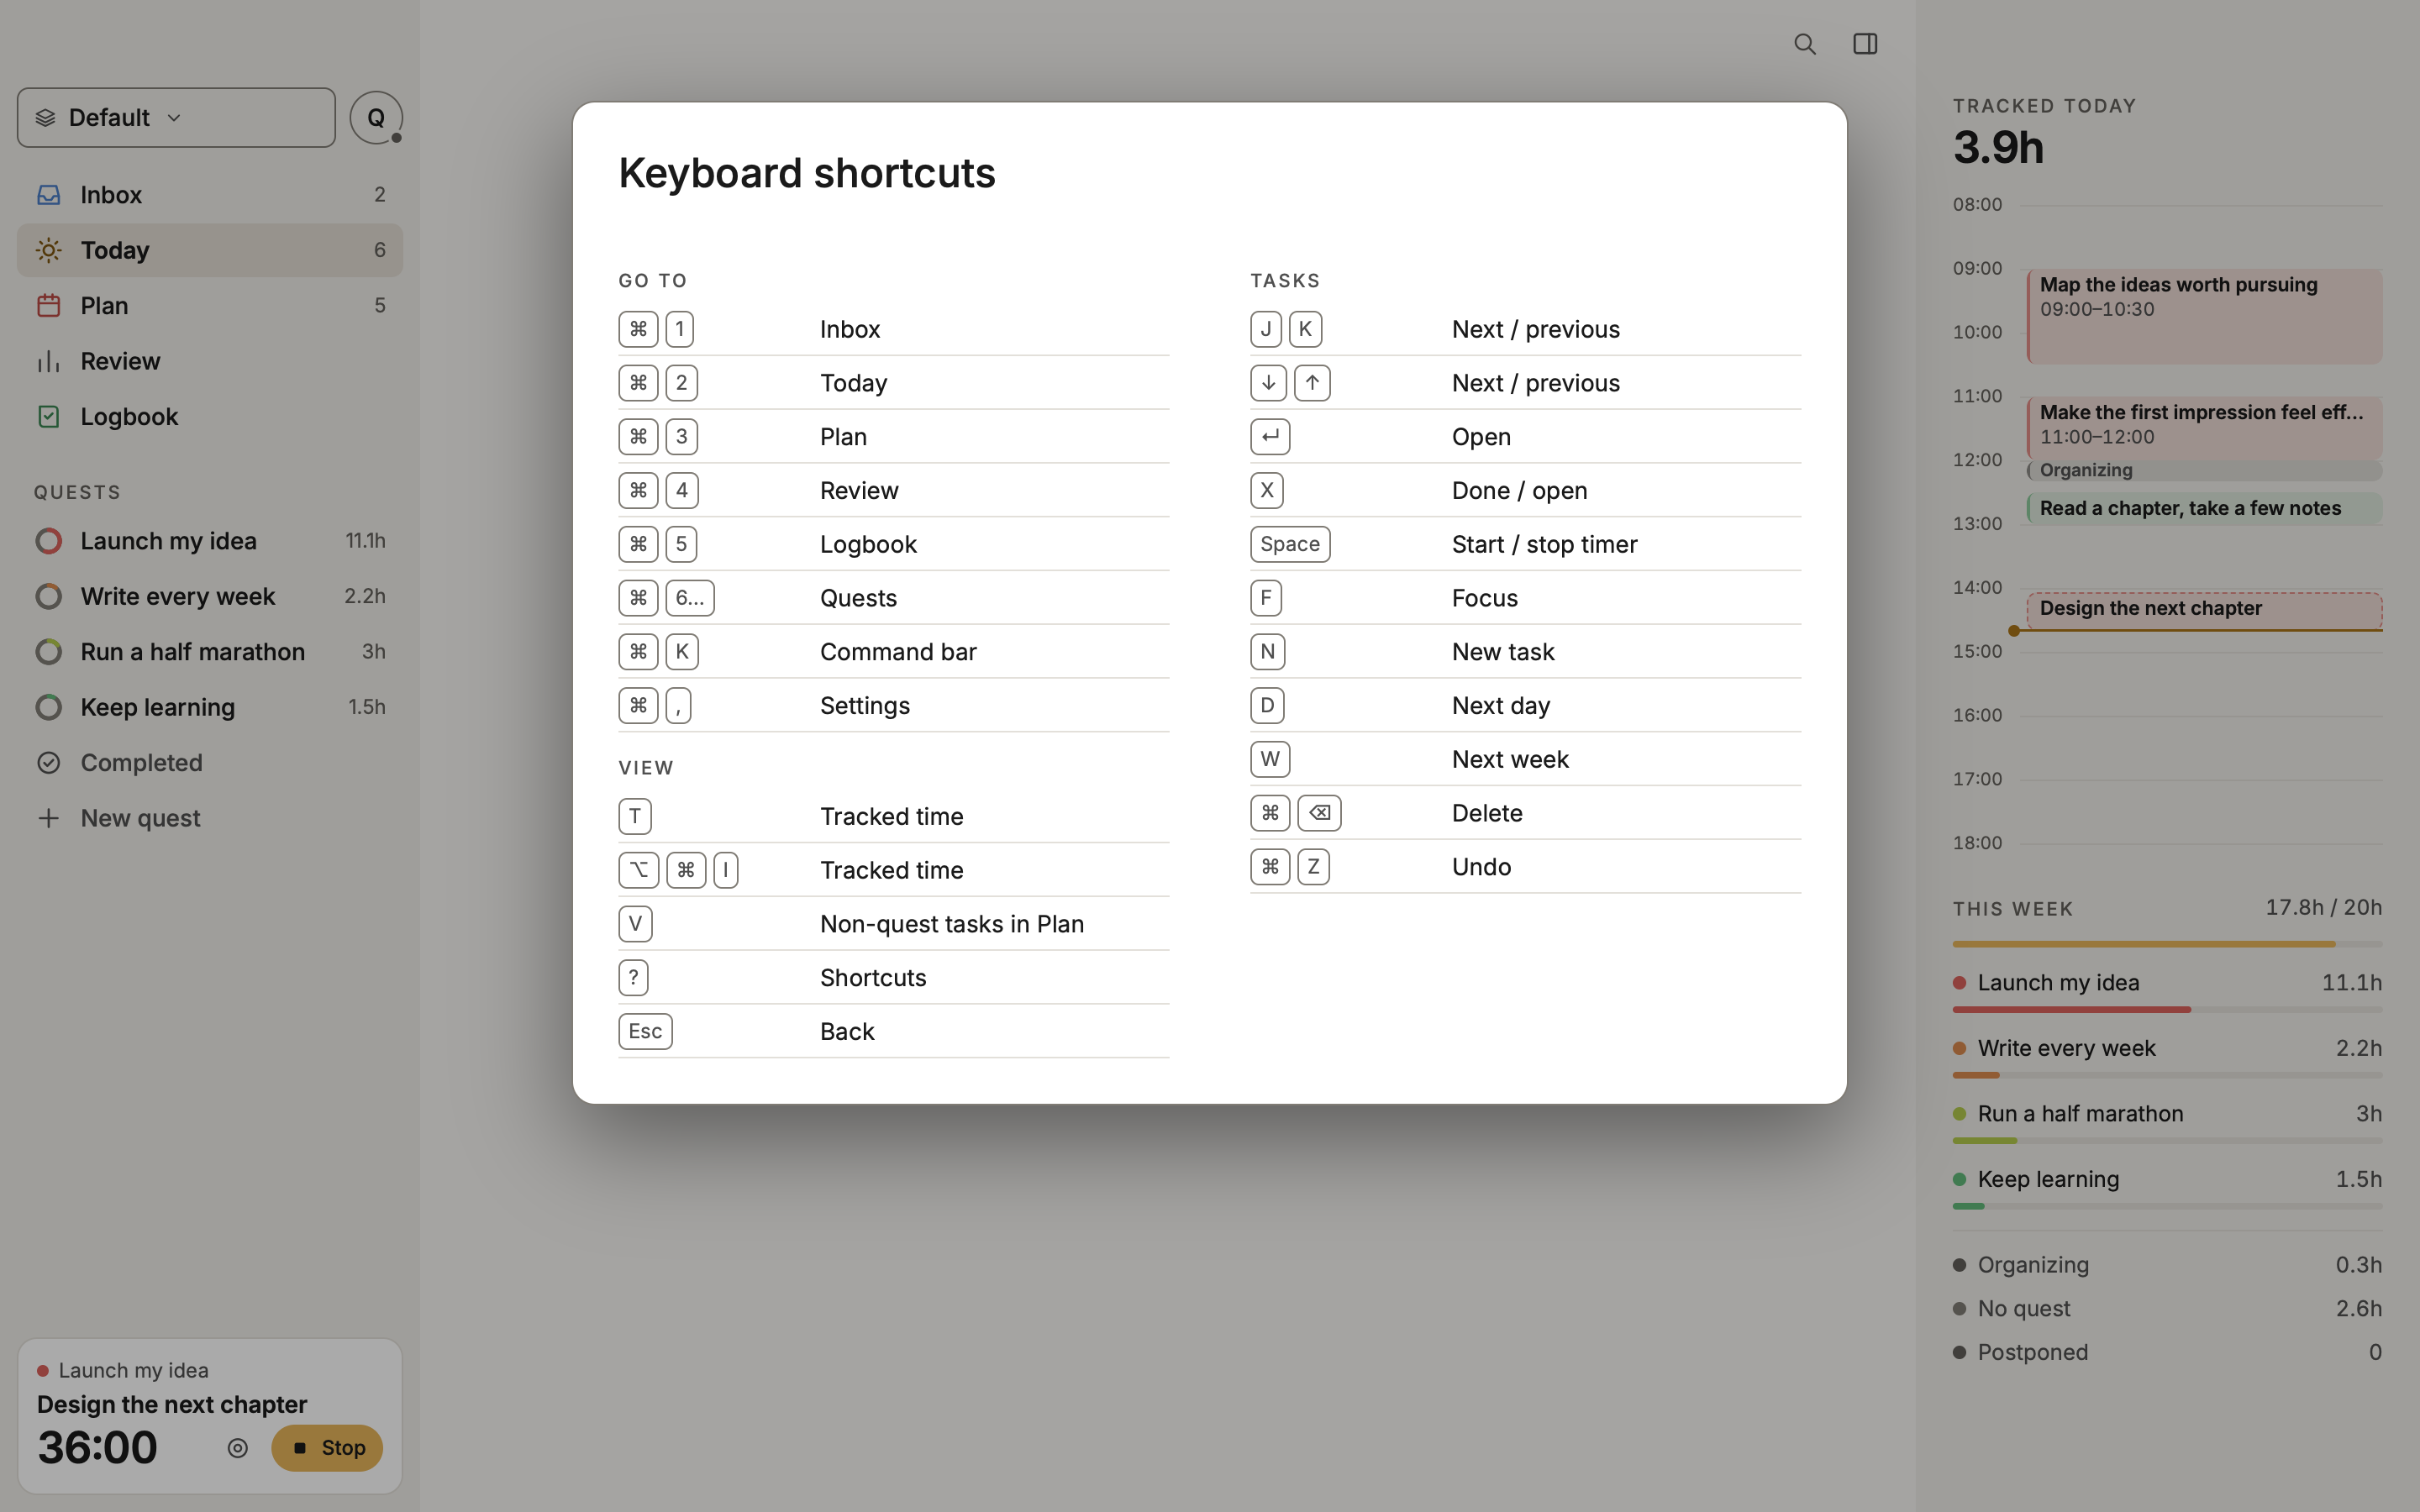 Default
Q
Inbox 2
Today 6
Plan 5
Review
Logbook
QUESTS
Launch my idea 11.1h
Write every week 2.2h
Run a half marathon 3h
Keep learning 1.5h
Completed
New quest
Launch my idea
Design the next chapter
36:00 Stop
Keyboard shortcuts
GO TO
⌘ 1 Inbox
⌘ 2 Today
⌘ 3 Plan
⌘ 4 Review
⌘ 5 Logbook
⌘ 6... Quests
⌘ K Command bar
⌘ , Settings
VIEW
T Tracked time
⌥ ⌘ I Tracked time
V Non-quest tasks in Plan
? Shortcuts
Esc Back
TASKS
J K Next / previous
↓ ↑ Next / previous
↵ Open
X Done / open
Space Start / stop timer
F Focus
N New task
D Next day
W Next week
⌘ ⌫ Delete
⌘ Z Undo
TRACKED TODAY
3.9h
08:00
09:00
Map the ideas worth pursuing
09:00–10:30
10:00
11:00
Make the first impression feel eff...
11:00–12:00
12:00
Organizing
Read a chapter, take a few notes
13:00
14:00
Design the next chapter
15:00
16:00
17:00
18:00
THIS WEEK 17.8h / 20h
Launch my idea 11.1h
Write every week 2.2h
Run a half marathon 3h
Keep learning 1.5h
Organizing 0.3h
No quest 2.6h
Postponed 0